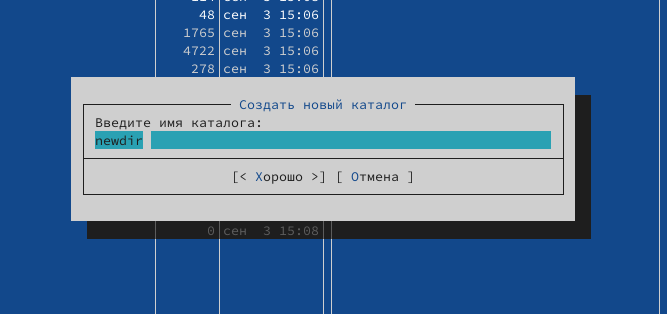 48 сен 3 15:06
1765 сен 3 15:06
4722 сен 3 15:06
278 сен 3 15:06
Создать новый каталог
Введите имя каталога:
newdir
[< Хорошо >] [ Отмена ]
0 сен 3 15:08